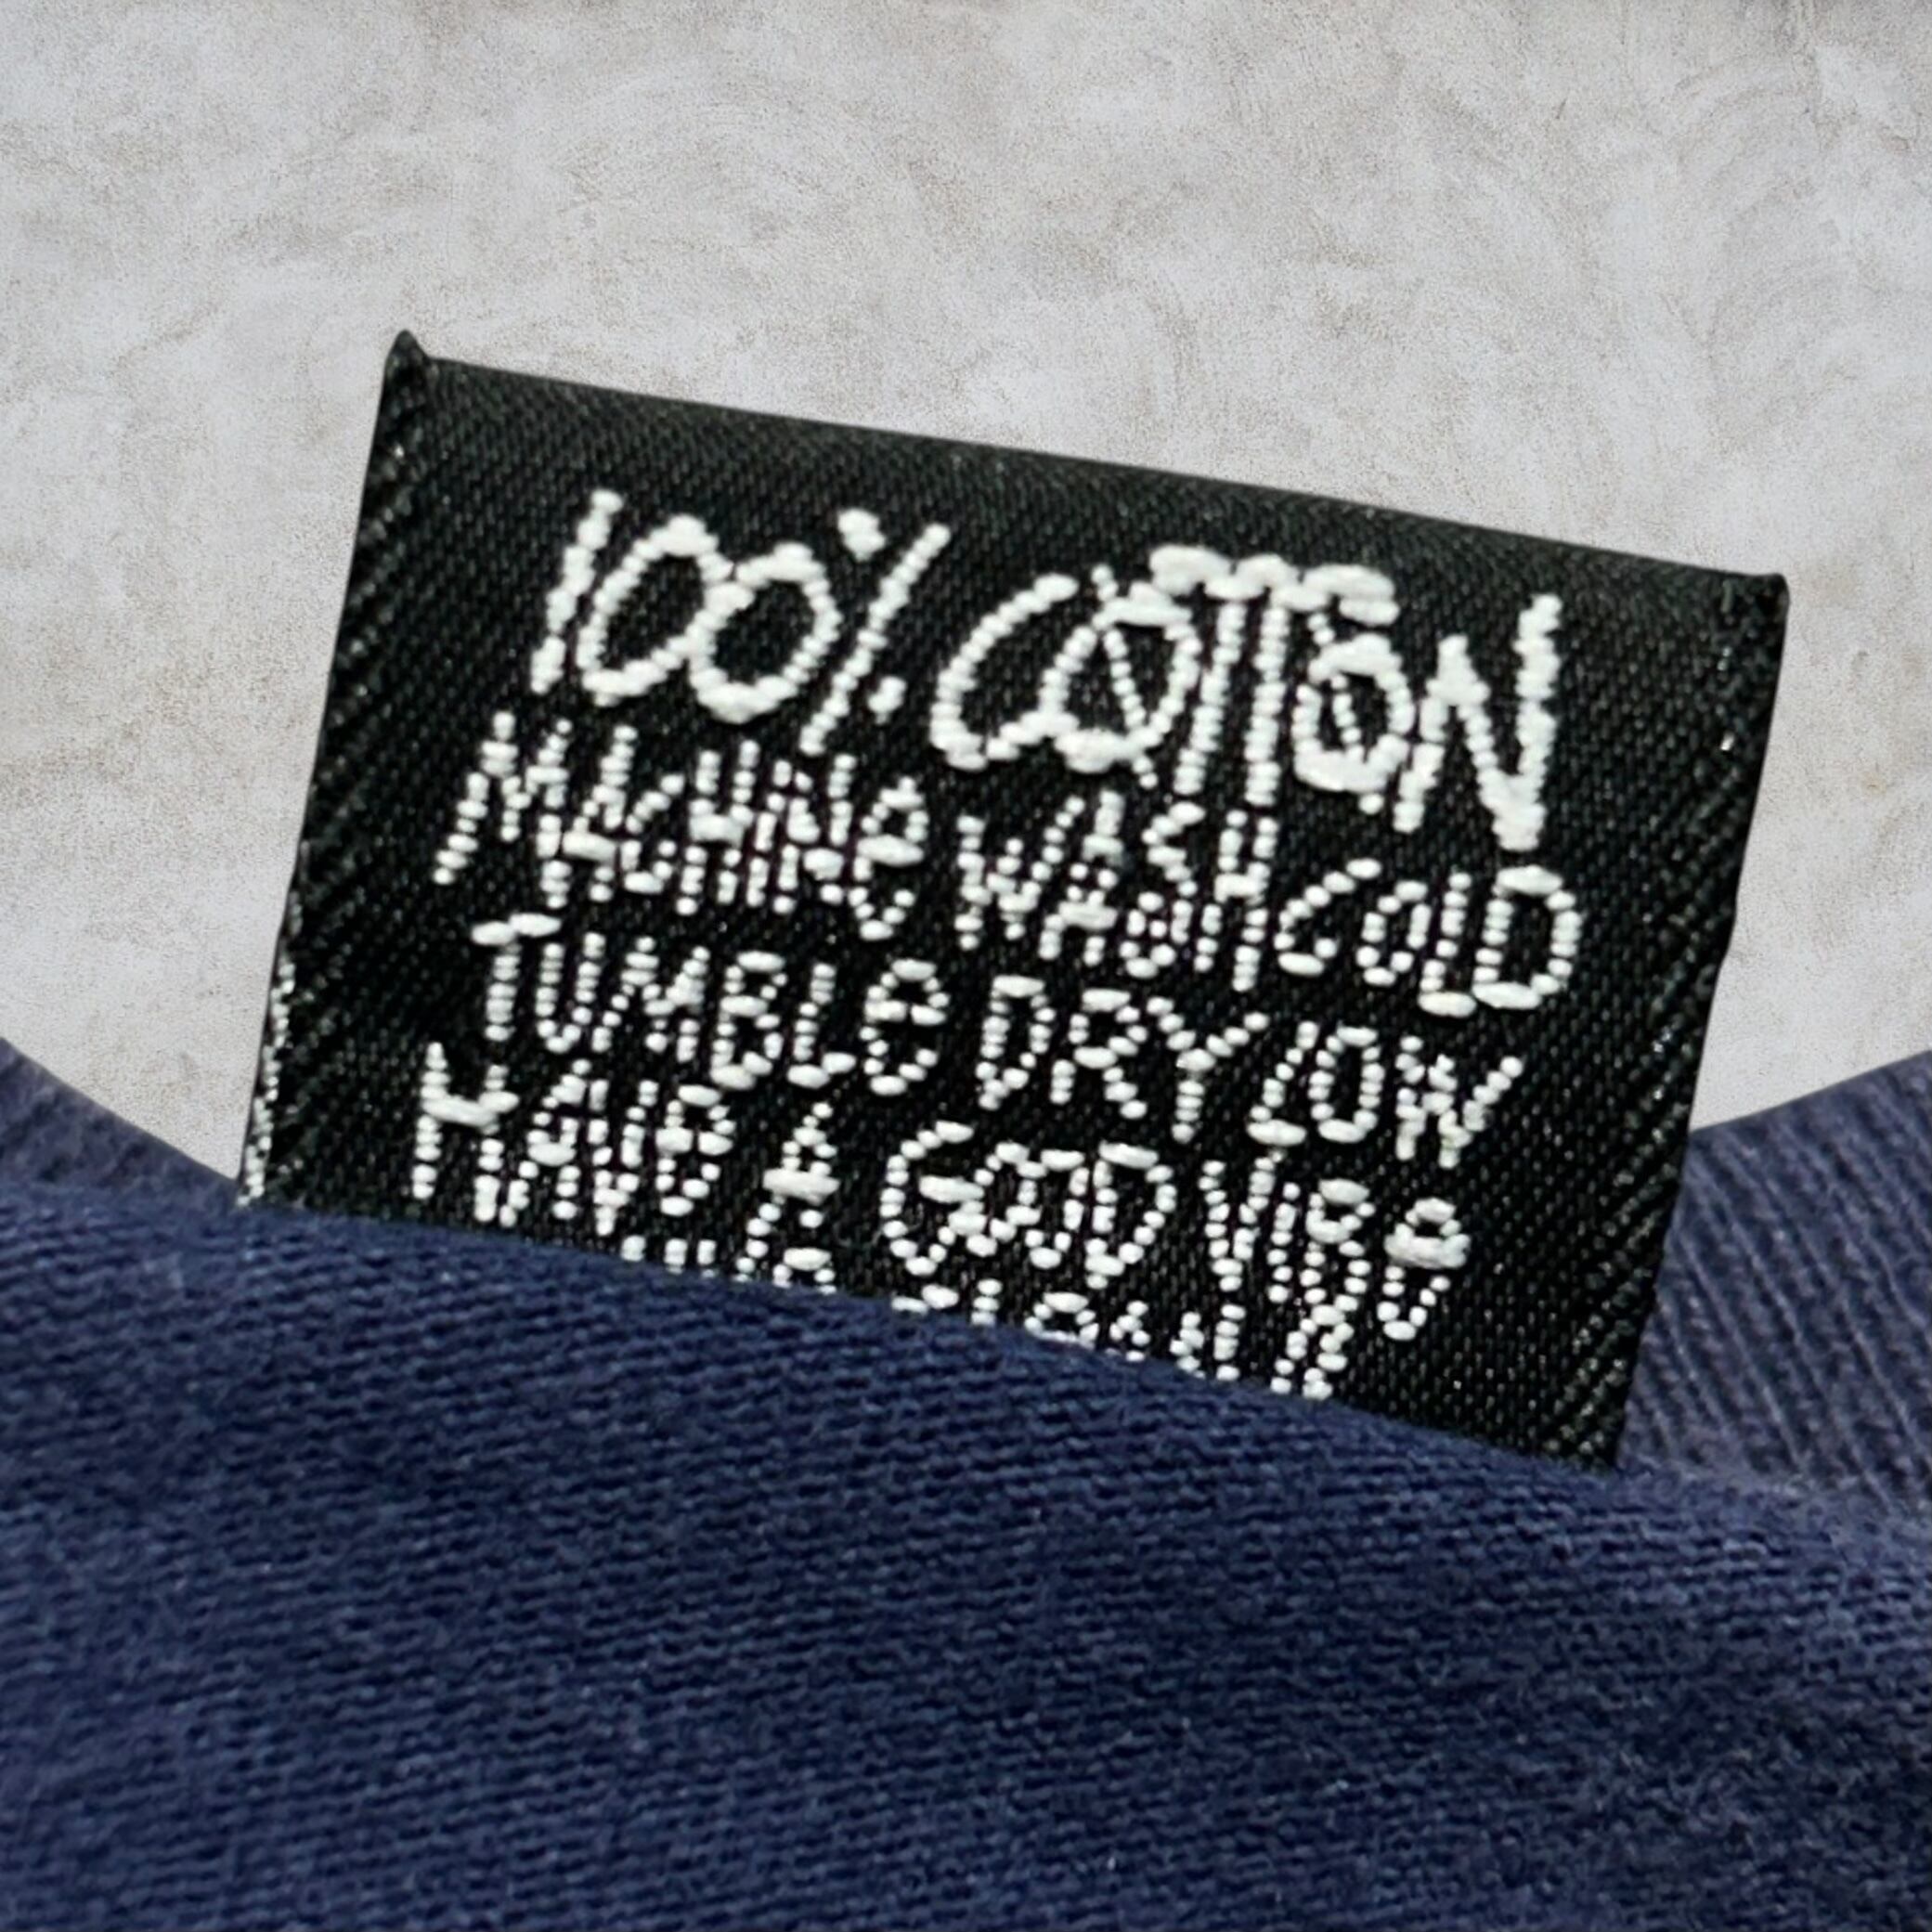 100% COTTON
MACHINE WASH COLD
TUMBLE DRY LOW
HAVE A GOOD VIBE